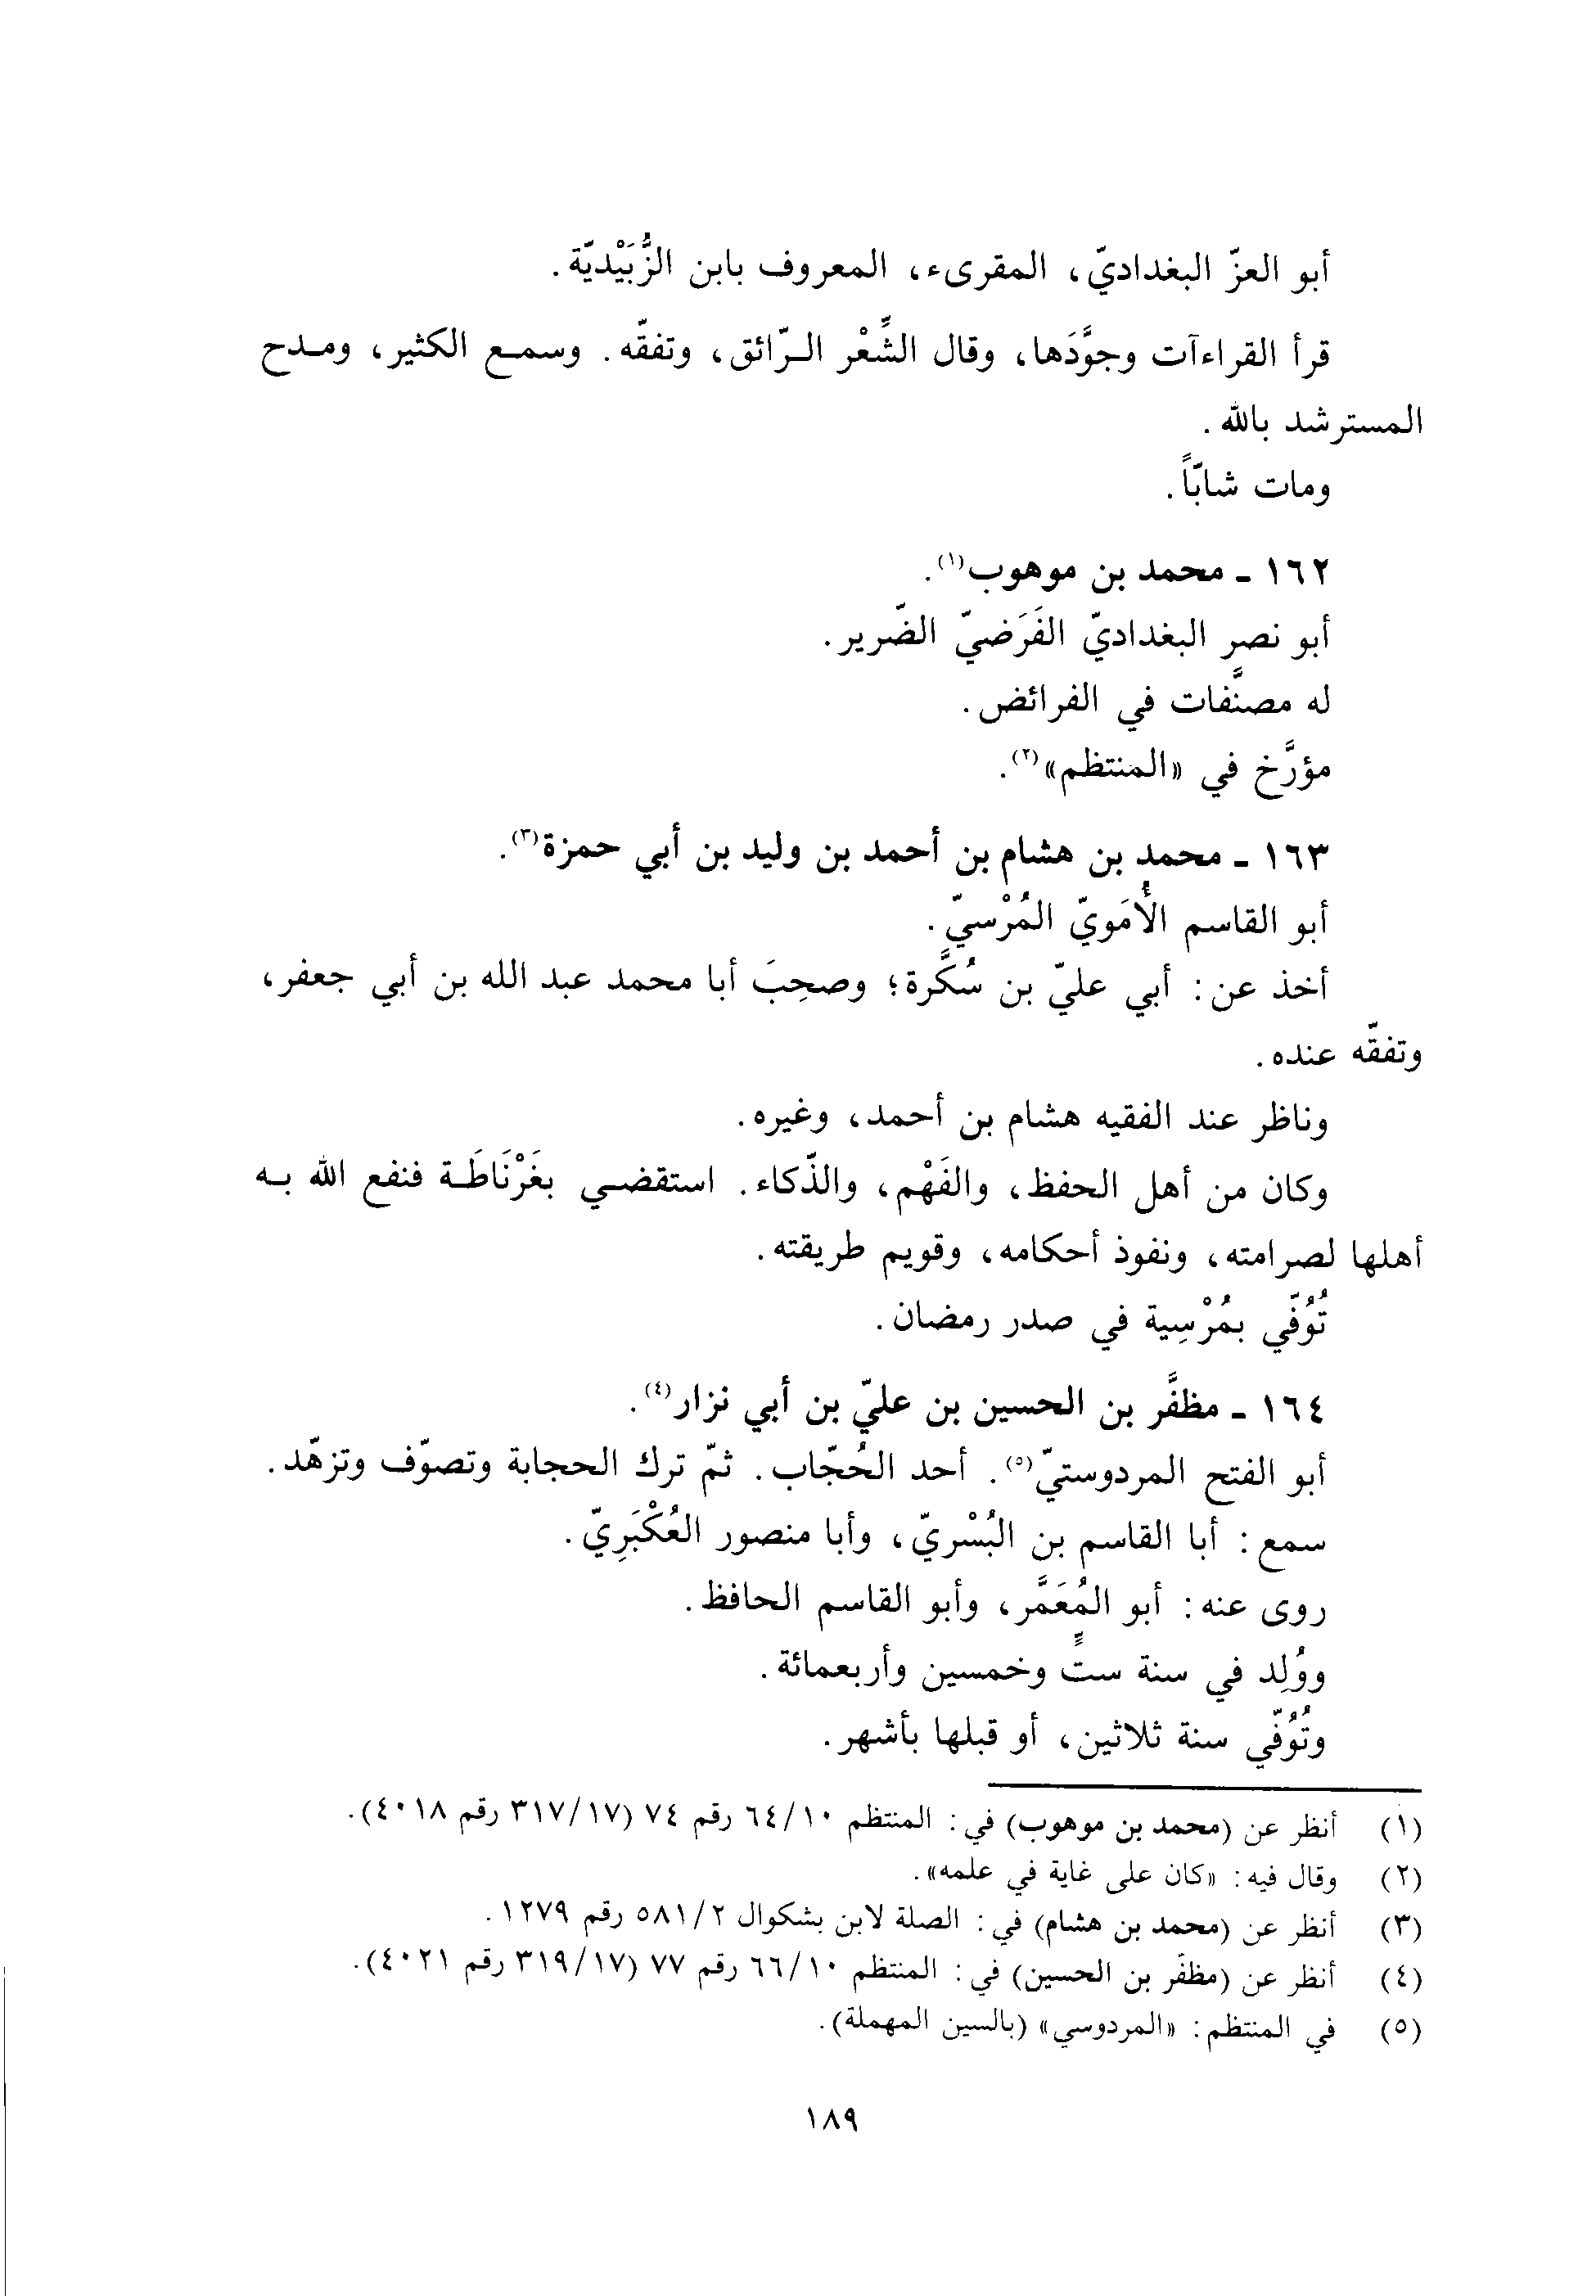 أبو العزّ البغداديّ، المقرىء، المعروف بابن الزُّبَيْديّة.
قرأ القراءآت وجوَّدَها، وقال الشِّعْر الرّائق، وتفقّه. وسمع الكثير، ومدح
المسترشد بالله.
ومات شابّاً.
١٦٢ ـ محمد بن موهوب(١).
أبو نصر البغداديّ الفَرَضيّ الضّرير.
له مصنَّفات في الفرائض.
مؤرَّخ في «المنتظم»(٢).
١٦٣ ـ محمد بن هشام بن أحمد بن وليد بن أبي حمزة(٣).
أبو القاسم الأُمَويّ المُرْسيّ.
أخذ عن: أبي عليّ بن سُكَّرة؛ وصحِبَ أبا محمد عبد الله بن أبي جعفر،
وتفقّه عنده.
وناظر عند الفقيه هشام بن أحمد، وغيره.
وكان من أهل الحفظ، والفَهْم، والذّكاء. استقضي بغَرْنَاطَة فنفع الله به
أهلها لصرامته، ونفوذ أحكامه، وقويم طريقته.
تُوُفّي بمُرْسِية في صدر رمضان.
١٦٤ ـ مظفَّر بن الحسين بن عليّ بن أبي نزار(٤).
أبو الفتح المردوستيّ(٥). أحد الحُجّاب. ثمّ ترك الحجابة وتصوّف وتزهّد.
سمع: أبا القاسم بن البُسْريّ، وأبا منصور العُكْبَرِيّ.
روى عنه: أبو المُعَمَّر، وأبو القاسم الحافظ.
ووُلِد في سنة ستٍّ وخمسين وأربعمائة.
وتُوُفّي سنة ثلاثين، أو قبلها بأشهر.
(١) أنظر عن (محمد بن موهوب) في: المنتظم ٦٤/١٠ رقم ٧٤ (٣١٧/١٧ رقم ٤٠١٨).
(٢) وقال فيه: «كان على غاية في علمه».
(٣) أنظر عن (محمد بن هشام) في: الصلة لابن بشكوال ٥٨١/٢ رقم ١٢٧٩.
(٤) أنظر عن (مظفّر بن الحسين) في: المنتظم ٦٦/١٠ رقم ٧٧ (٣١٩/١٧ رقم ٤٠٢١).
(٥) في المنتظم: «المردوسي» (بالسين المهملة).
١٨٩